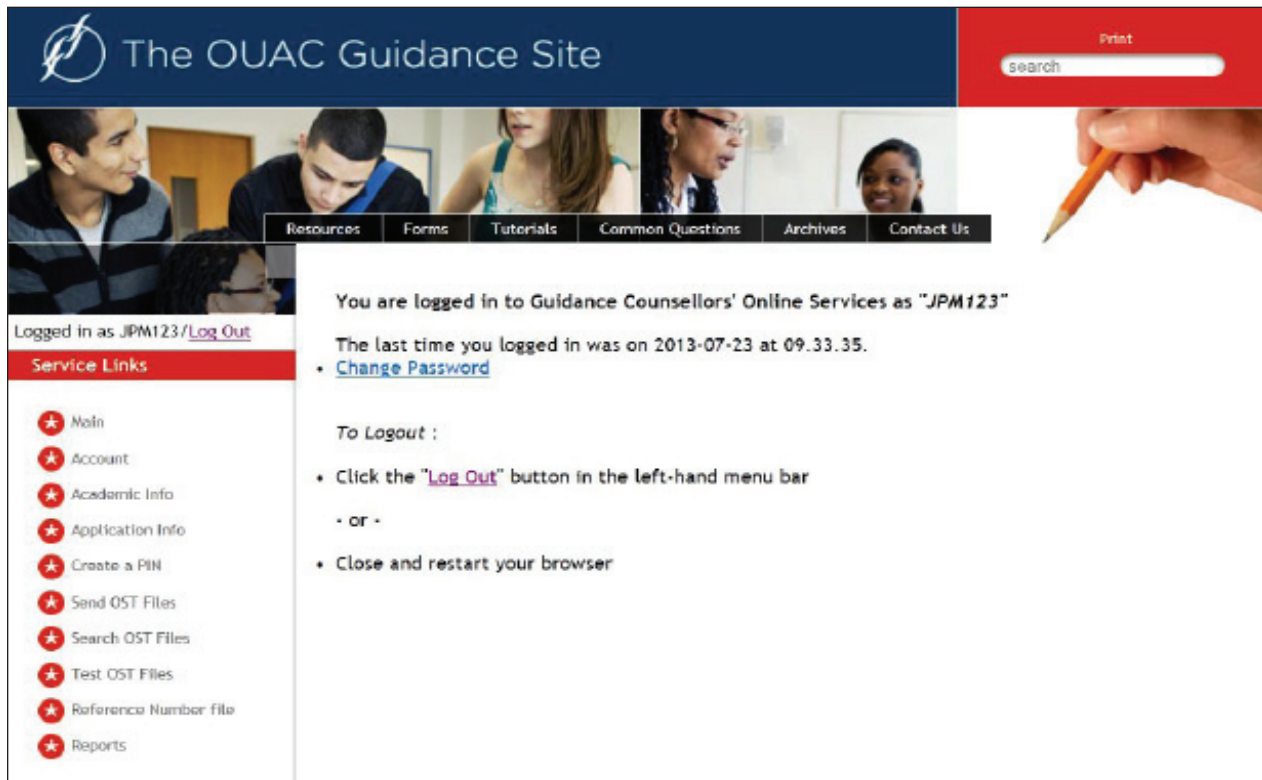 The OUAC Guidance Site
Print
search
Resources Forms Tutorials Common Questions Archives Contact Us
Logged in as JPM123/Log Out
Service Links
Main
Account
Academic Info
Application Info
Create a PIN
Send OST Files
Search OST Files
Test OST Files
Reference Number file
Reports
You are logged in to Guidance Counsellors' Online Services as "JPM123"
The last time you logged in was on 2013-07-23 at 09.33.35.
• Change Password
To Logout :
• Click the "Log Out" button in the left-hand menu bar
- or -
• Close and restart your browser